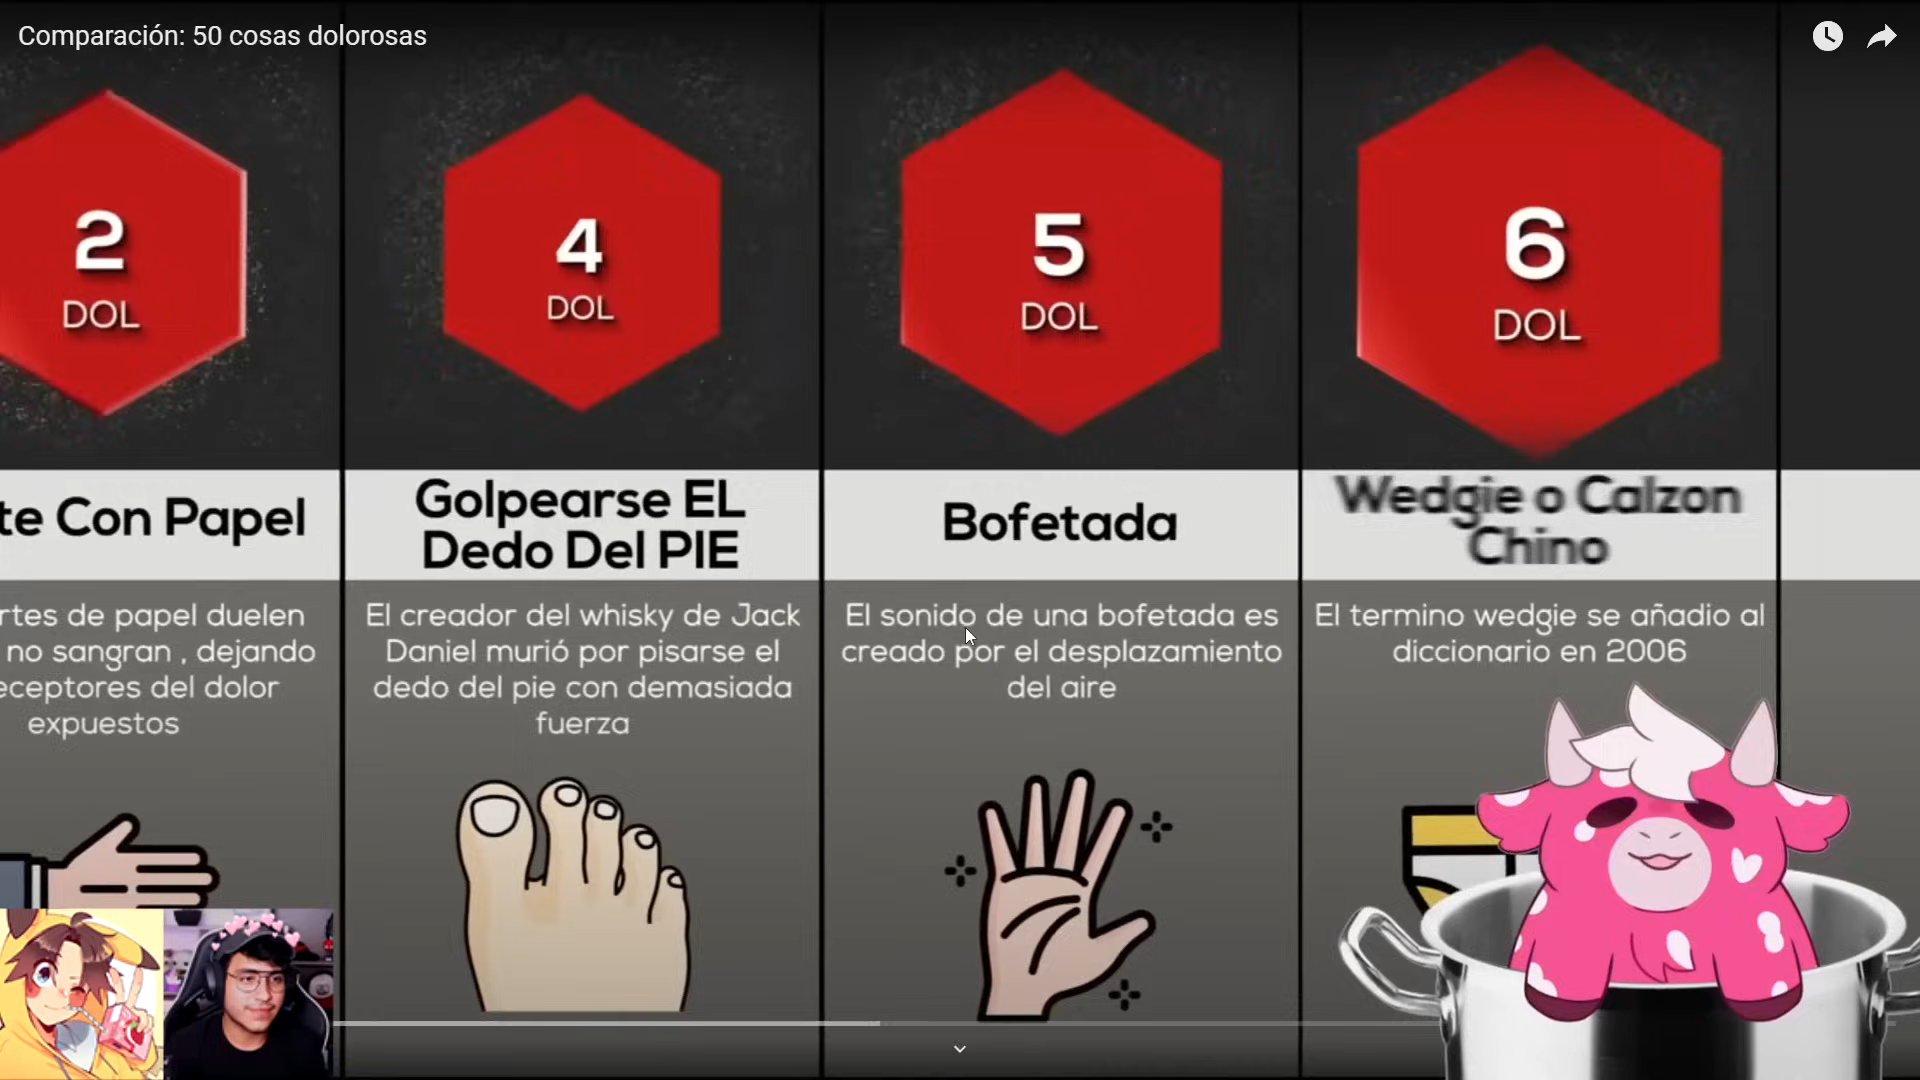 Comparación: 50 cosas dolorosas
2
DOL
te Con Papel
rtes de papel duelen
no sangran , dejando
eceptores del dolor
expuestos
4
DOL
Golpearse EL
Dedo Del PIE
El creador del whisky de Jack
Daniel murió por pisarse el
dedo del pie con demasiada
fuerza
5
DOL
Bofetada
El sonido de una bofetada es
creado por el desplazamiento
del aire
6
DOL
Wedgie o Calzon
Chino
El termino wedgie se añadio al
diccionario en 2006